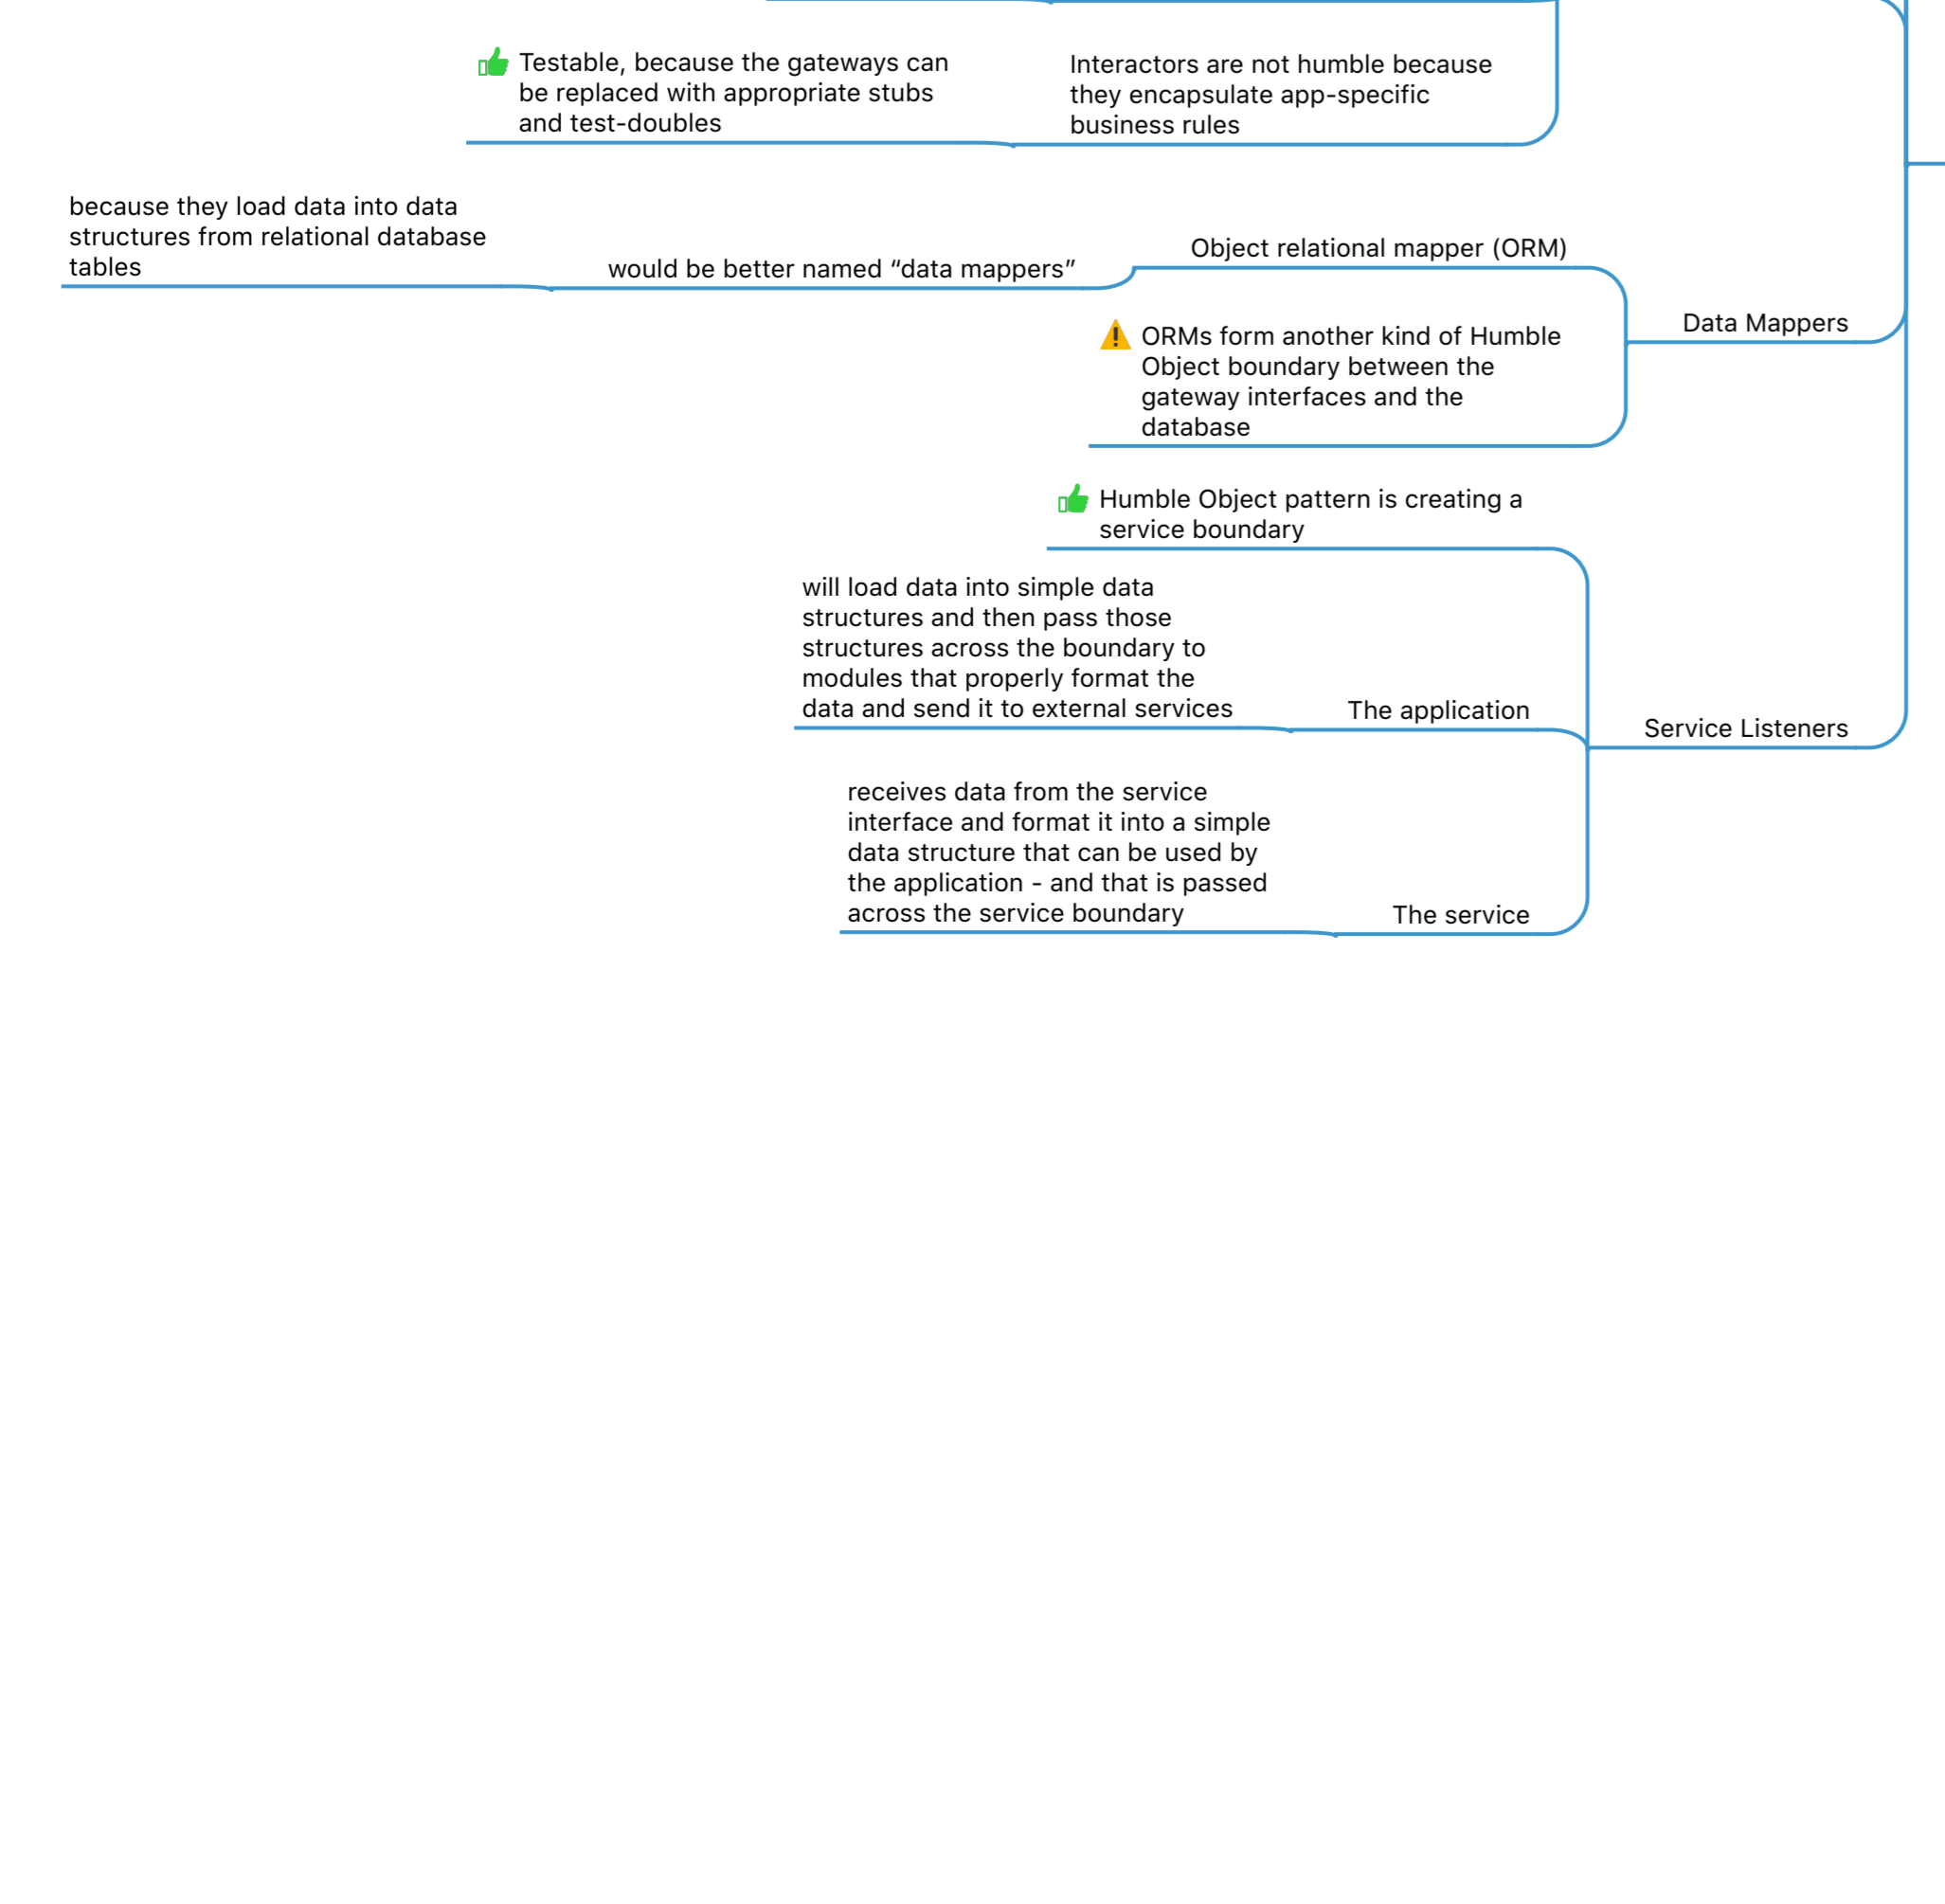 Testable, because the gateways can
be replaced with appropriate stubs
and test-doubles
Interactors are not humble because
they encapsulate app-specific
business rules
because they load data into data
structures from relational database
tables
would be better named “data mappers”
Object relational mapper (ORM)
ORMs form another kind of Humble
Object boundary between the
gateway interfaces and the
database
Data Mappers
Humble Object pattern is creating a
service boundary
will load data into simple data
structures and then pass those
structures across the boundary to
modules that properly format the
data and send it to external services
The application
Service Listeners
receives data from the service
interface and format it into a simple
data structure that can be used by
the application - and that is passed
across the service boundary
The service